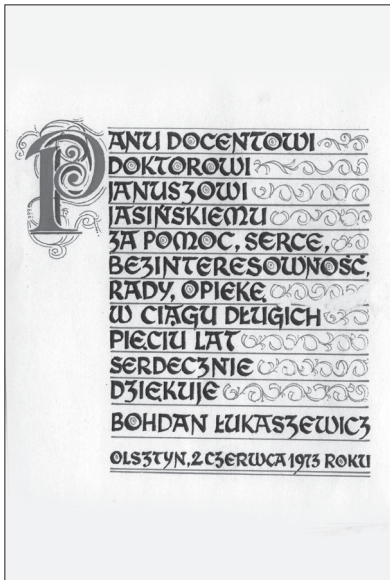 PANU DOCENTOWI
DOKTOROWI
JANUSZOWI
JASIŃSKIEMU
ZA POMOC, SERCE,
BEZINTERESOWNOŚĆ,
RADY, OPIEKĘ
W CIĄGU DŁUGICH
PIĘCIU LAT
SERDECZNIE
DZIĘKUJE
BOHDAN ŁUKASZEWICZ
OLSZTYN, 2 CZERWCA 1973 ROKU